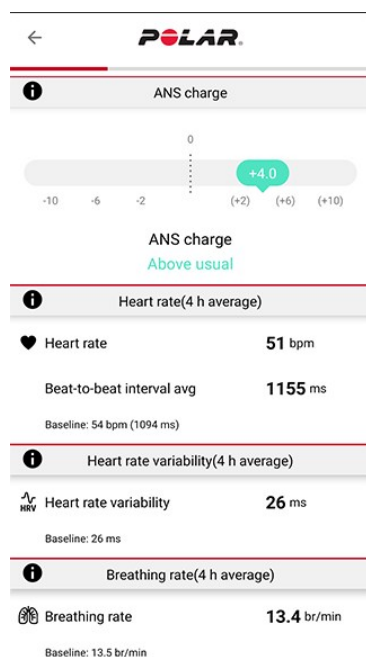 POLAR.
ANS charge
0
+4.0
-10 -6 -2 (+2) (+6) (+10)
ANS charge
Above usual
Heart rate(4 h average)
Heart rate 51 bpm
Beat-to-beat interval avg 1155 ms
Baseline: 54 bpm (1094 ms)
Heart rate variability(4 h average)
HRV Heart rate variability 26 ms
Baseline: 26 ms
Breathing rate(4 h average)
Breathing rate 13.4 br/min
Baseline: 13.5 br/min